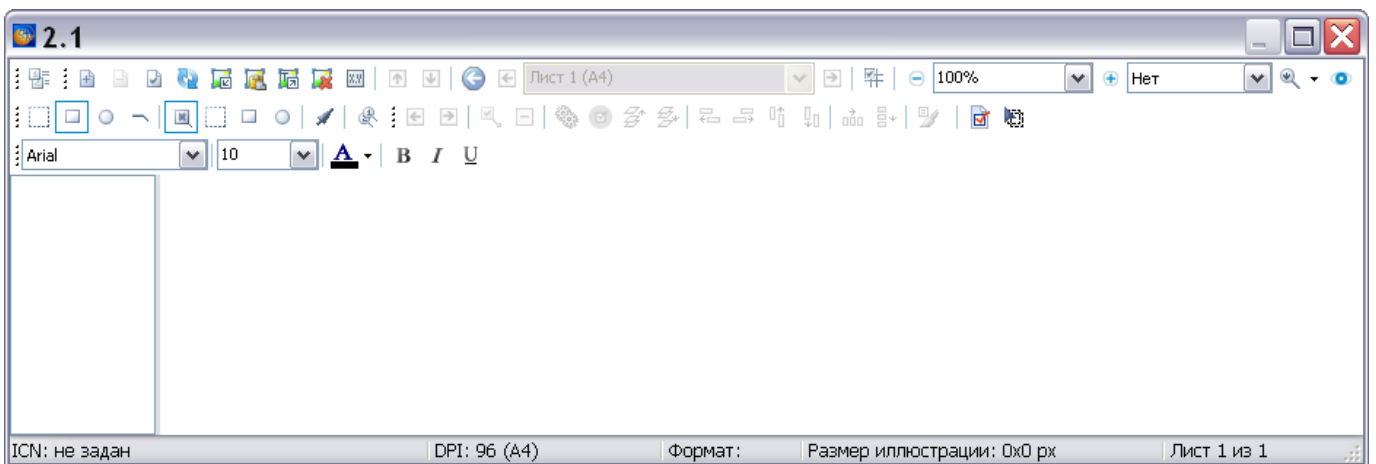 2.1
x.y Лист 1 (A4) 100% Нет
Arial 10 A B I U
ICN: не задан DPI: 96 (A4) Формат: Размер иллюстрации: 0x0 px Лист 1 из 1